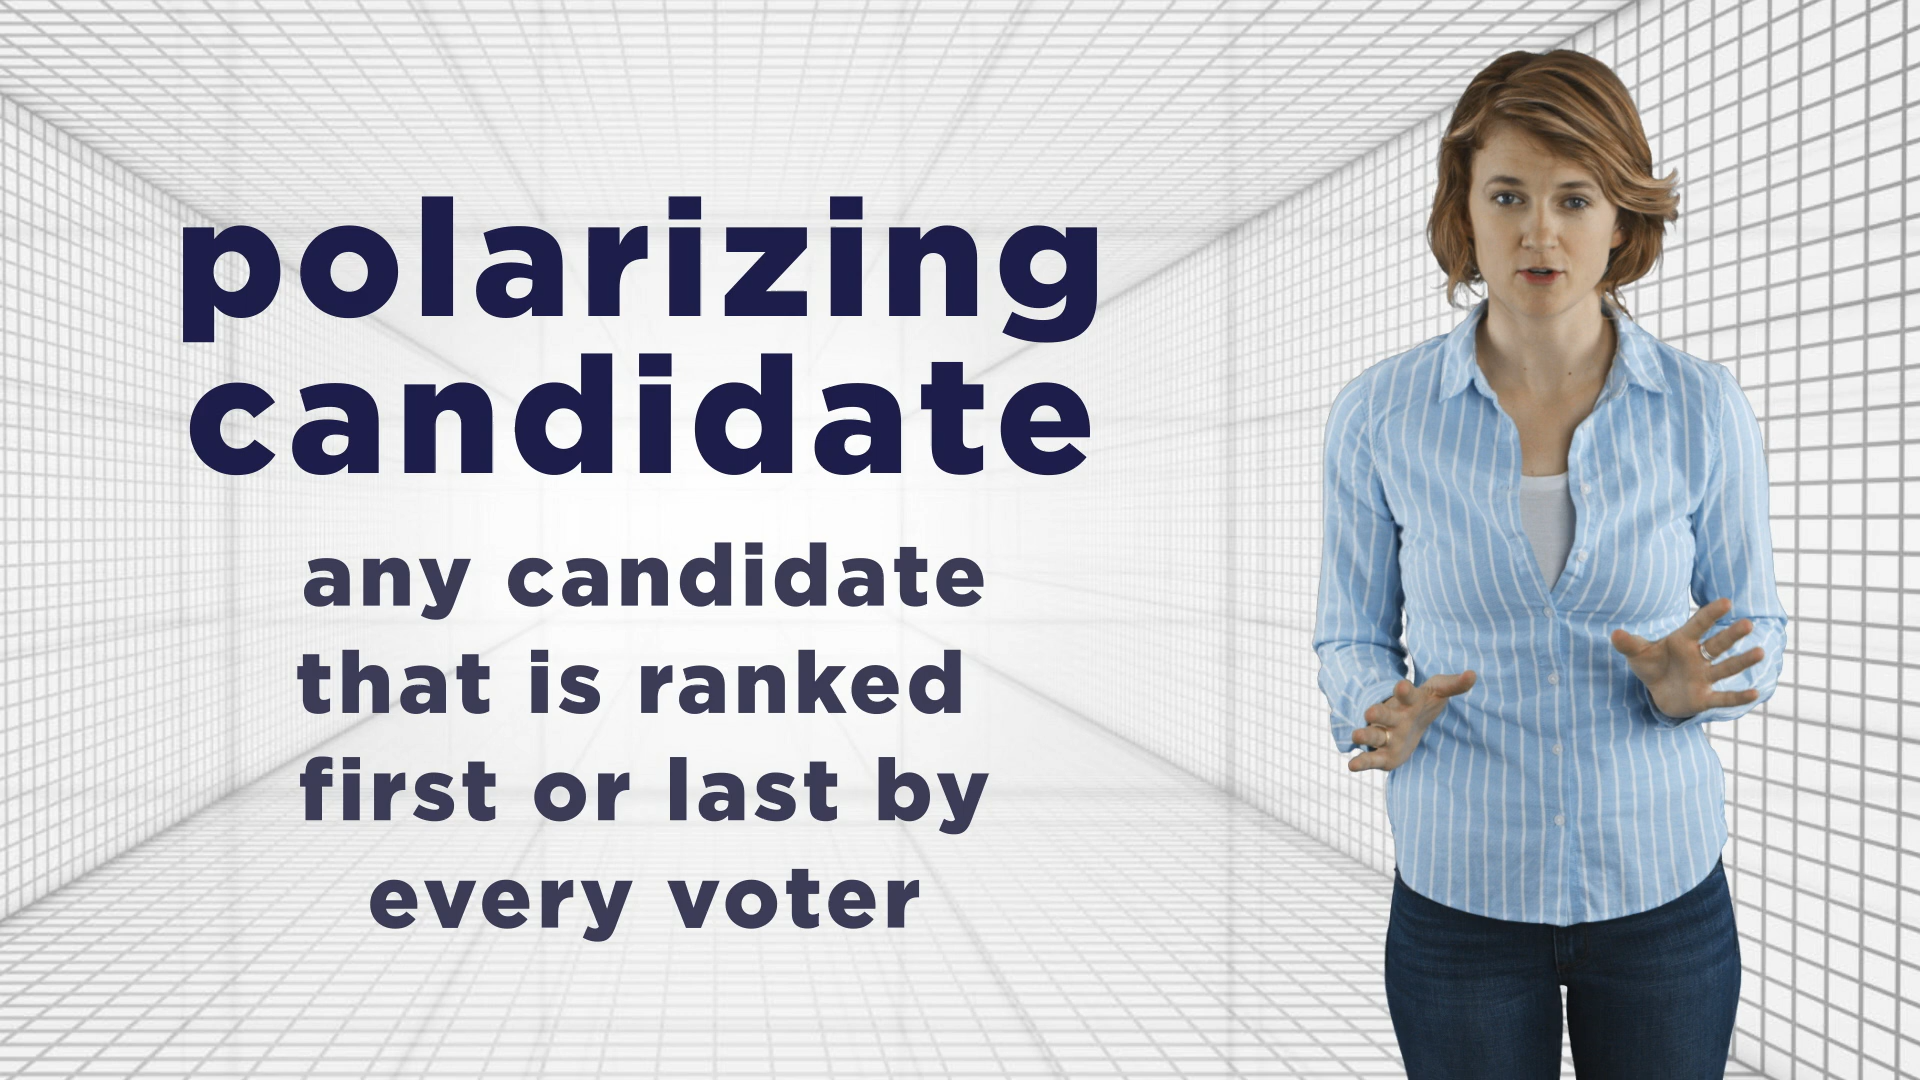 polarizing
candidate
any candidate
that is ranked
first or last by
every voter